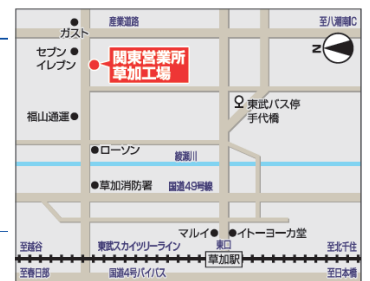 産業道路
至八潮南IC
ガスト
セブン
イレブン
関東営業所
草加工場
N
東武バス停
手代橋
福山通運
ローソン
綾瀬川
草加消防署
国道49号線
マルイ
イトーヨーカ堂
至越谷
東武スカイツリーライン
東口
至北千住
草加駅
至春日部
国道4号バイパス
至日本橋